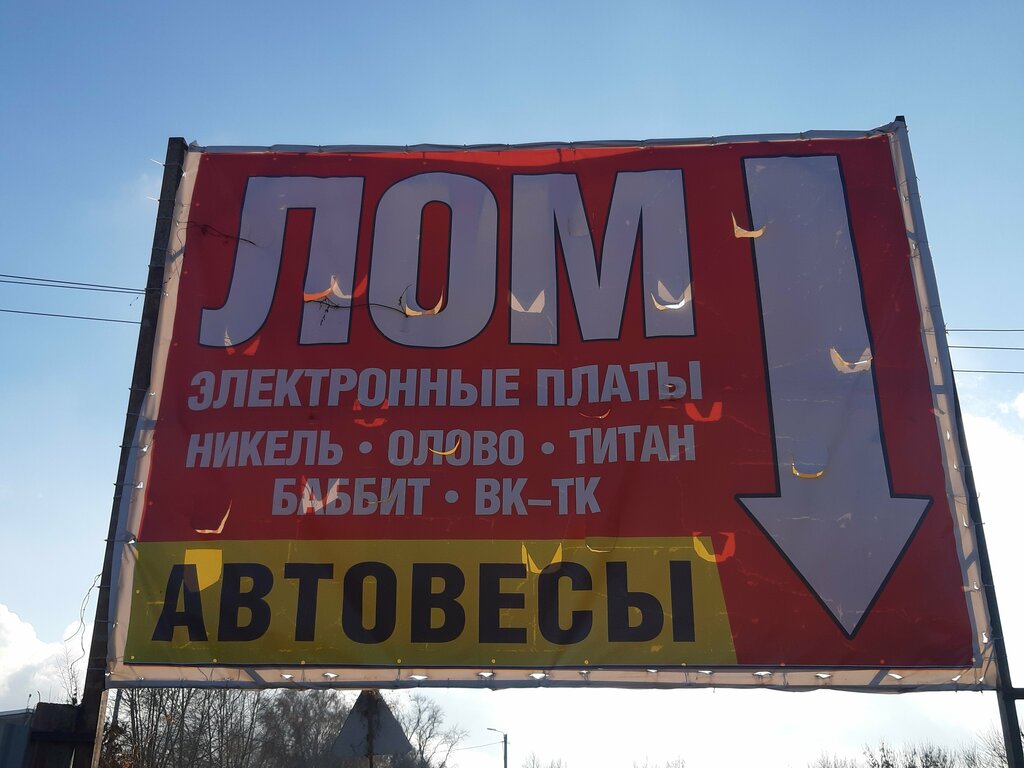 ЛОМ
ЭЛЕКТРОННЫЕ ПЛАТЫ
НИКЕЛЬ • ОЛОВО • ТИТАН
БАББИТ • ВК-ТК
АВТОВЕСЫ